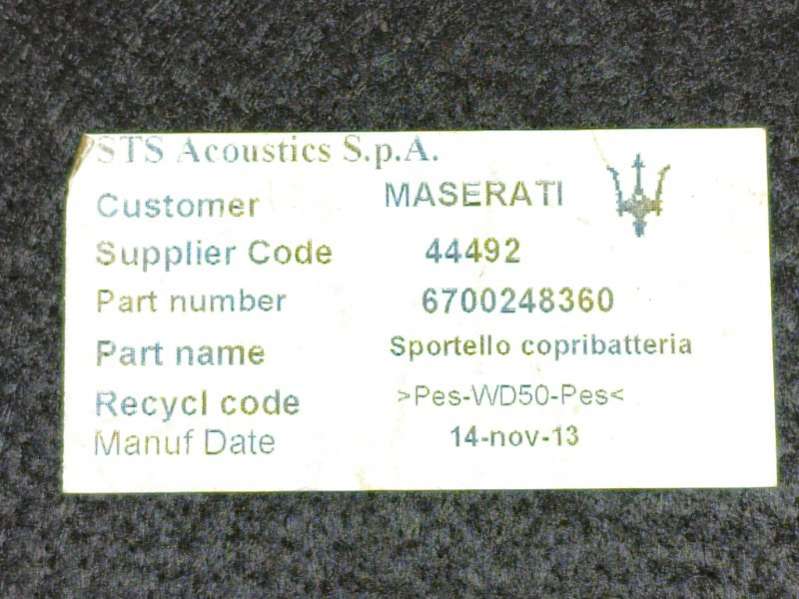 STS Acoustics S.p.A.
Customer MASERATI
Supplier Code 44492
Part number 6700248360
Part name Sportello copribatteria
Recycl code >Pes-WD50-Pes<
Manuf Date 14-nov-13